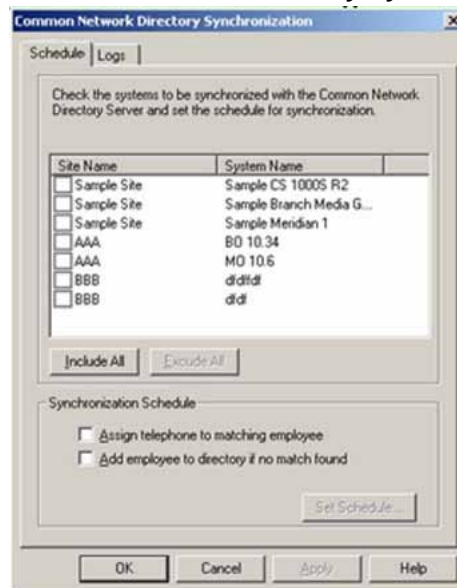 Common Network Directory Synchronization
Schedule Logs
Check the systems to be synchronized with the Common Network
Directory Server and set the schedule for synchronization.
Site Name System Name
Sample Site Sample CS 1000S R2
Sample Site Sample Branch Media G...
Sample Site Sample Meridian 1
AAA BO 10.34
AAA MO 10.6
BBB dfdlfdf
BBB dfdf
Include All Excude All
Synchronization Schedule
Assign telephone to matching employee
Add employee to directory if no match found
Set Schedule...
OK Cancel Apply Help